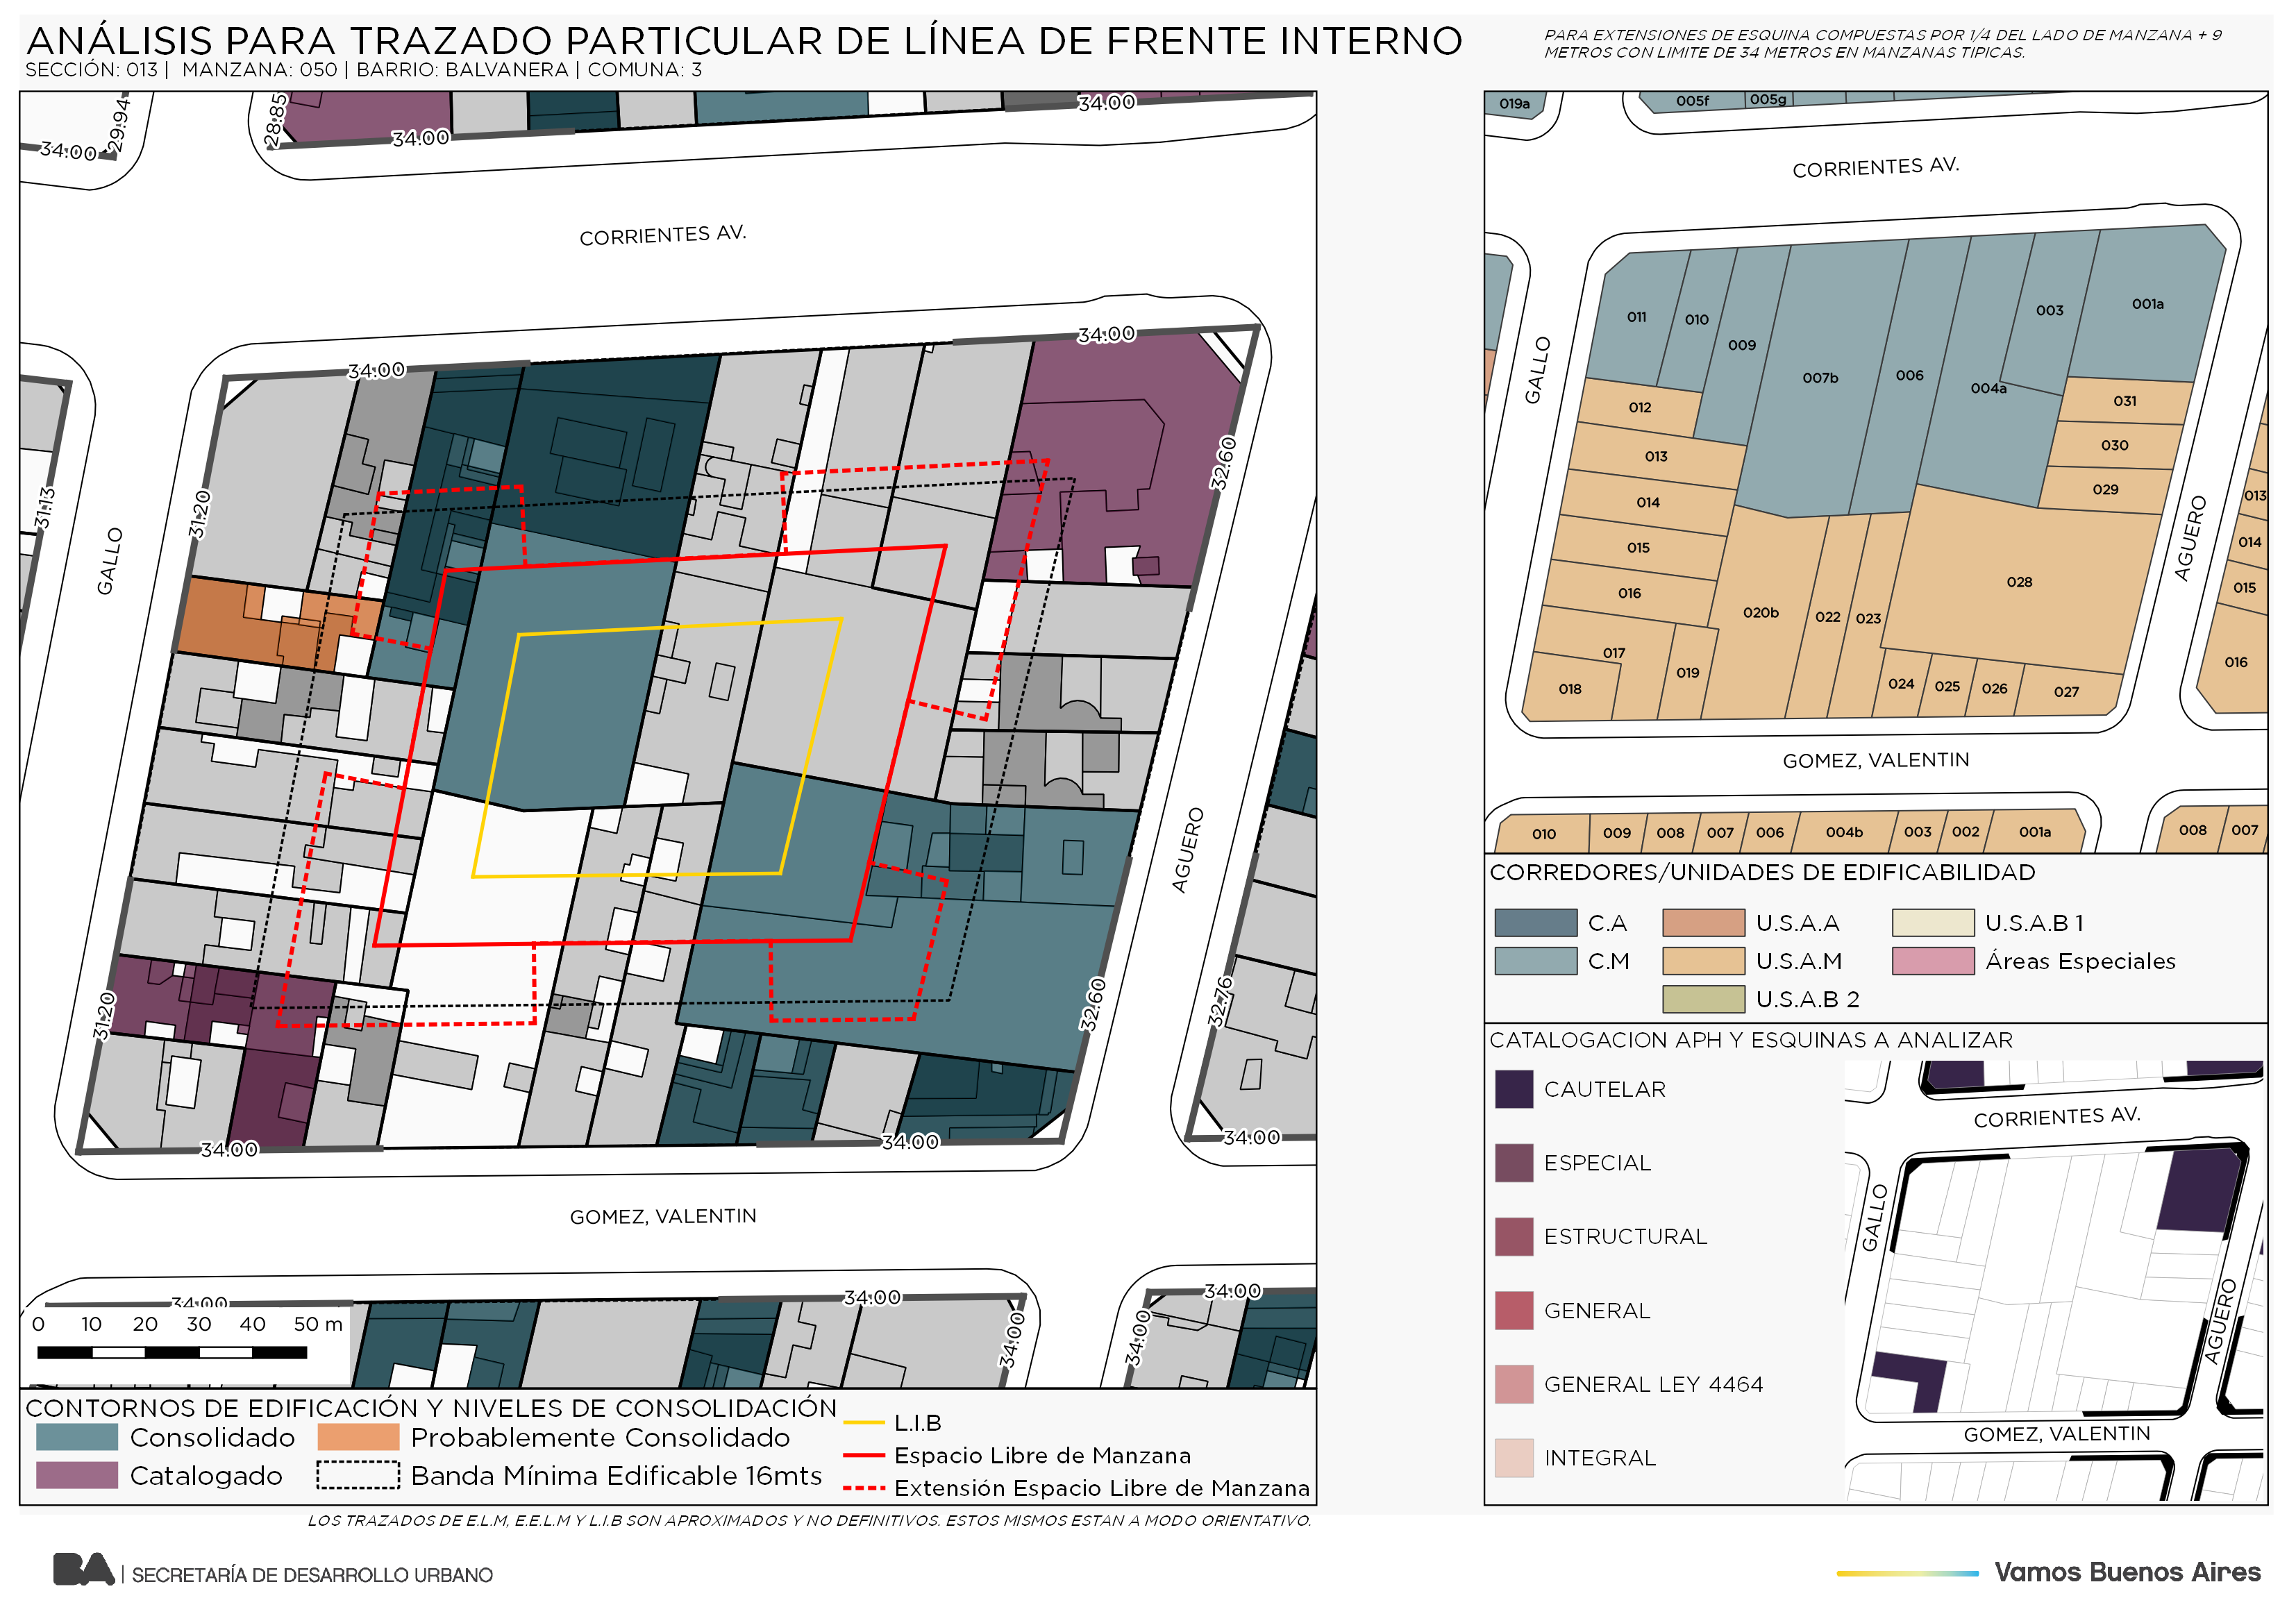 ANÁLISIS PARA TRAZADO PARTICULAR DE LÍNEA DE FRENTE INTERNO
SECCIÓN: 013 | MANZANA: 050 | BARRIO: BALVANERA | COMUNA: 3
PARA EXTENSIONES DE ESQUINA COMPUESTAS POR 1/4 DEL LADO DE MANZANA + 9
METROS CON LIMITE DE 34 METROS EN MANZANAS TIPICAS.
34.00
29.94
28.85
34.00
34.00
CORRIENTES AV.
34.00
34.00
31.13
GALLO
31.20
32.60
AGUERO
31.20
32.60
32.76
34.00
34.00
34.00
GOMEZ, VALENTIN
34.00
34.00
34.00
34.00
34.00
0 10 20 30 40 50 m
CONTORNOS DE EDIFICACIÓN Y NIVELES DE CONSOLIDACIÓN
Consolidado
Probablemente Consolidado
Catalogado
Banda Mínima Edificable 16mts
L.I.B
Espacio Libre de Manzana
Extensión Espacio Libre de Manzana
LOS TRAZADOS DE E.L.M, E.E.L.M Y L.I.B SON APROXIMADOS Y NO DEFINITIVOS. ESTOS MISMOS ESTAN A MODO ORIENTATIVO.
019a
005f
005g
CORRIENTES AV.
GALLO
011
010
009
007b
006
004a
003
001a
012
013
014
015
016
017
018
019
020b
022
023
024
025
026
027
028
029
030
031
AGUERO
013
014
015
016
GOMEZ, VALENTIN
010
009
008
007
006
004b
003
002
001a
008
007
CORREDORES/UNIDADES DE EDIFICABILIDAD
C.A
U.S.A.A
U.S.A.B 1
C.M
U.S.A.M
Áreas Especiales
U.S.A.B 2
CATALOGACION APH Y ESQUINAS A ANALIZAR
CAUTELAR
ESPECIAL
ESTRUCTURAL
GENERAL
GENERAL LEY 4464
INTEGRAL
CORRIENTES AV.
GALLO
AGUERO
GOMEZ, VALENTIN
BA | SECRETARÍA DE DESARROLLO URBANO
Vamos Buenos Aires